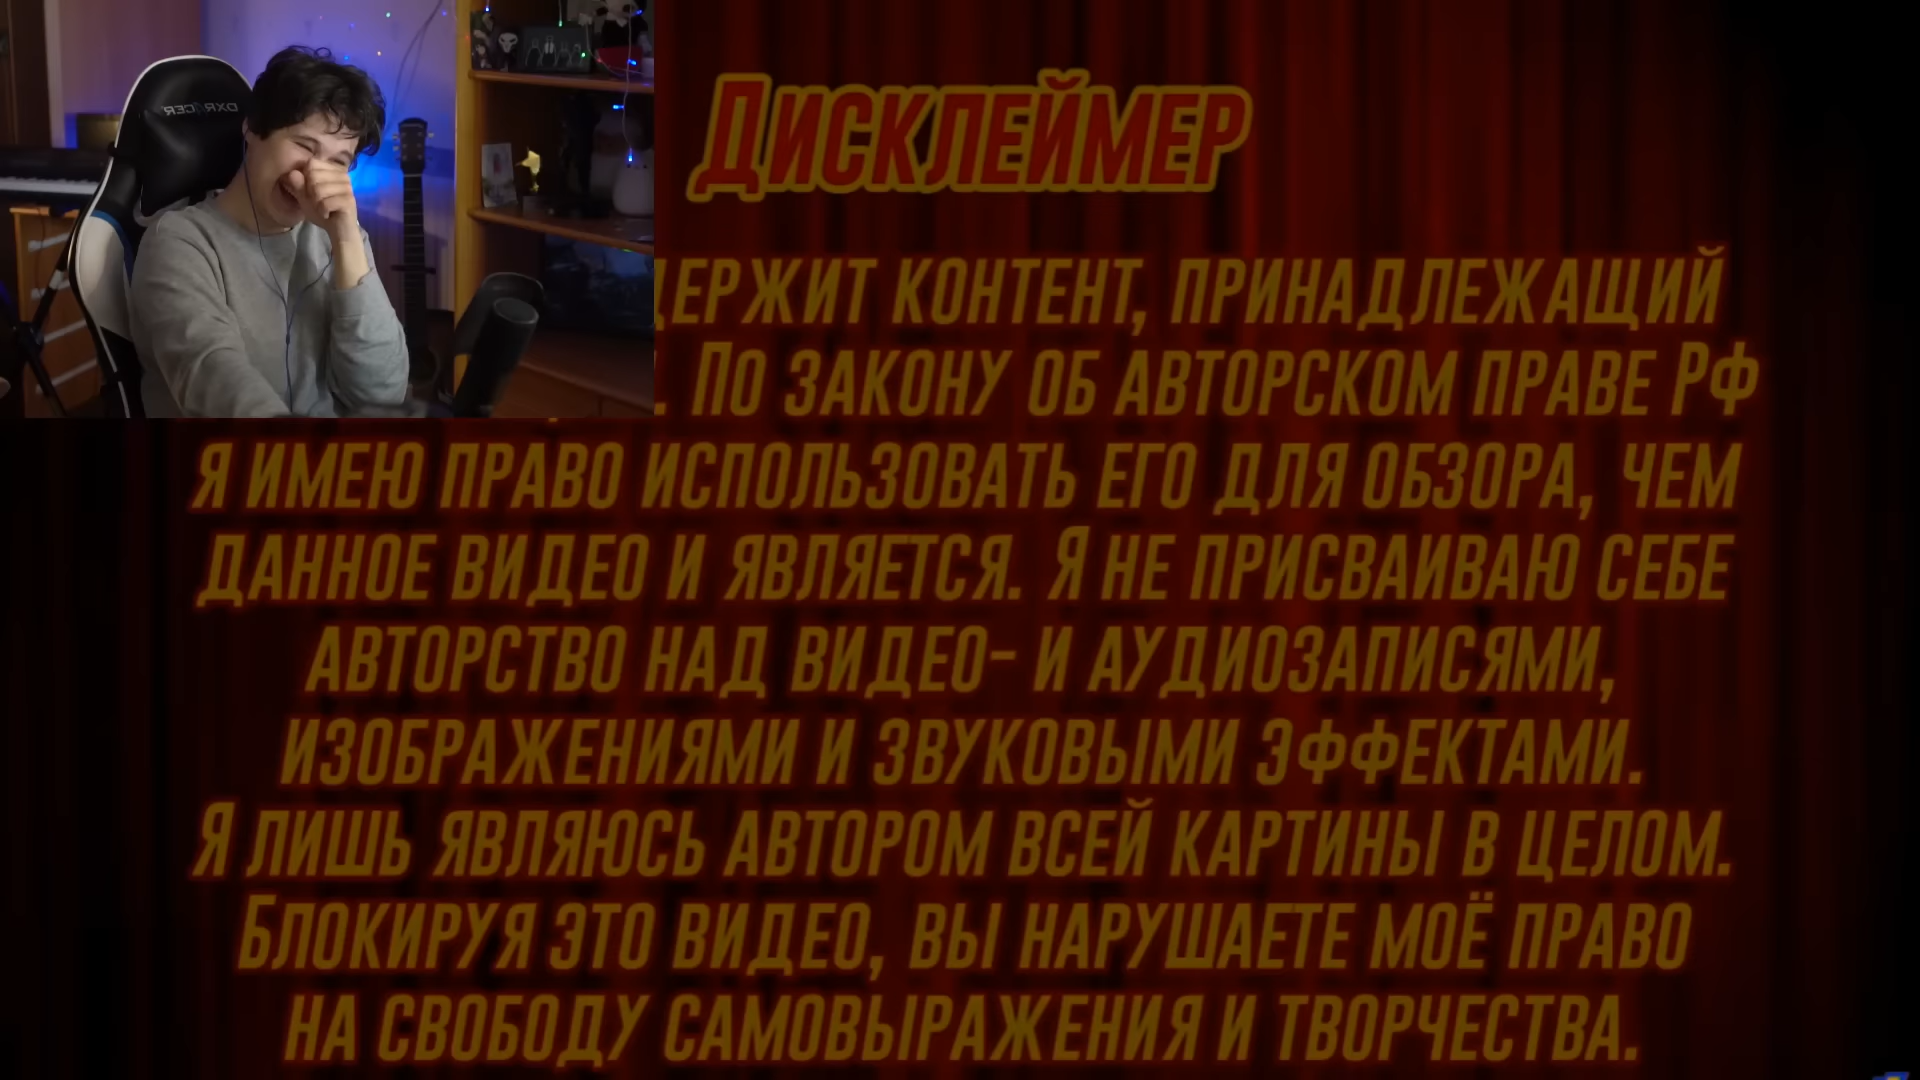 DXRACER
Дисклеймер
держит контент, принадлежащий
. По закону об авторском праве РФ
я имею право использовать его для обзора, чем
данное видео и является. Я не присваиваю себе
авторство над видео- и аудиозаписями,
изображениями и звуковыми эффектами.
Я лишь являюсь автором всей картины в целом.
Блокируя это видео, вы нарушаете моё право
на свободу самовыражения и творчества.